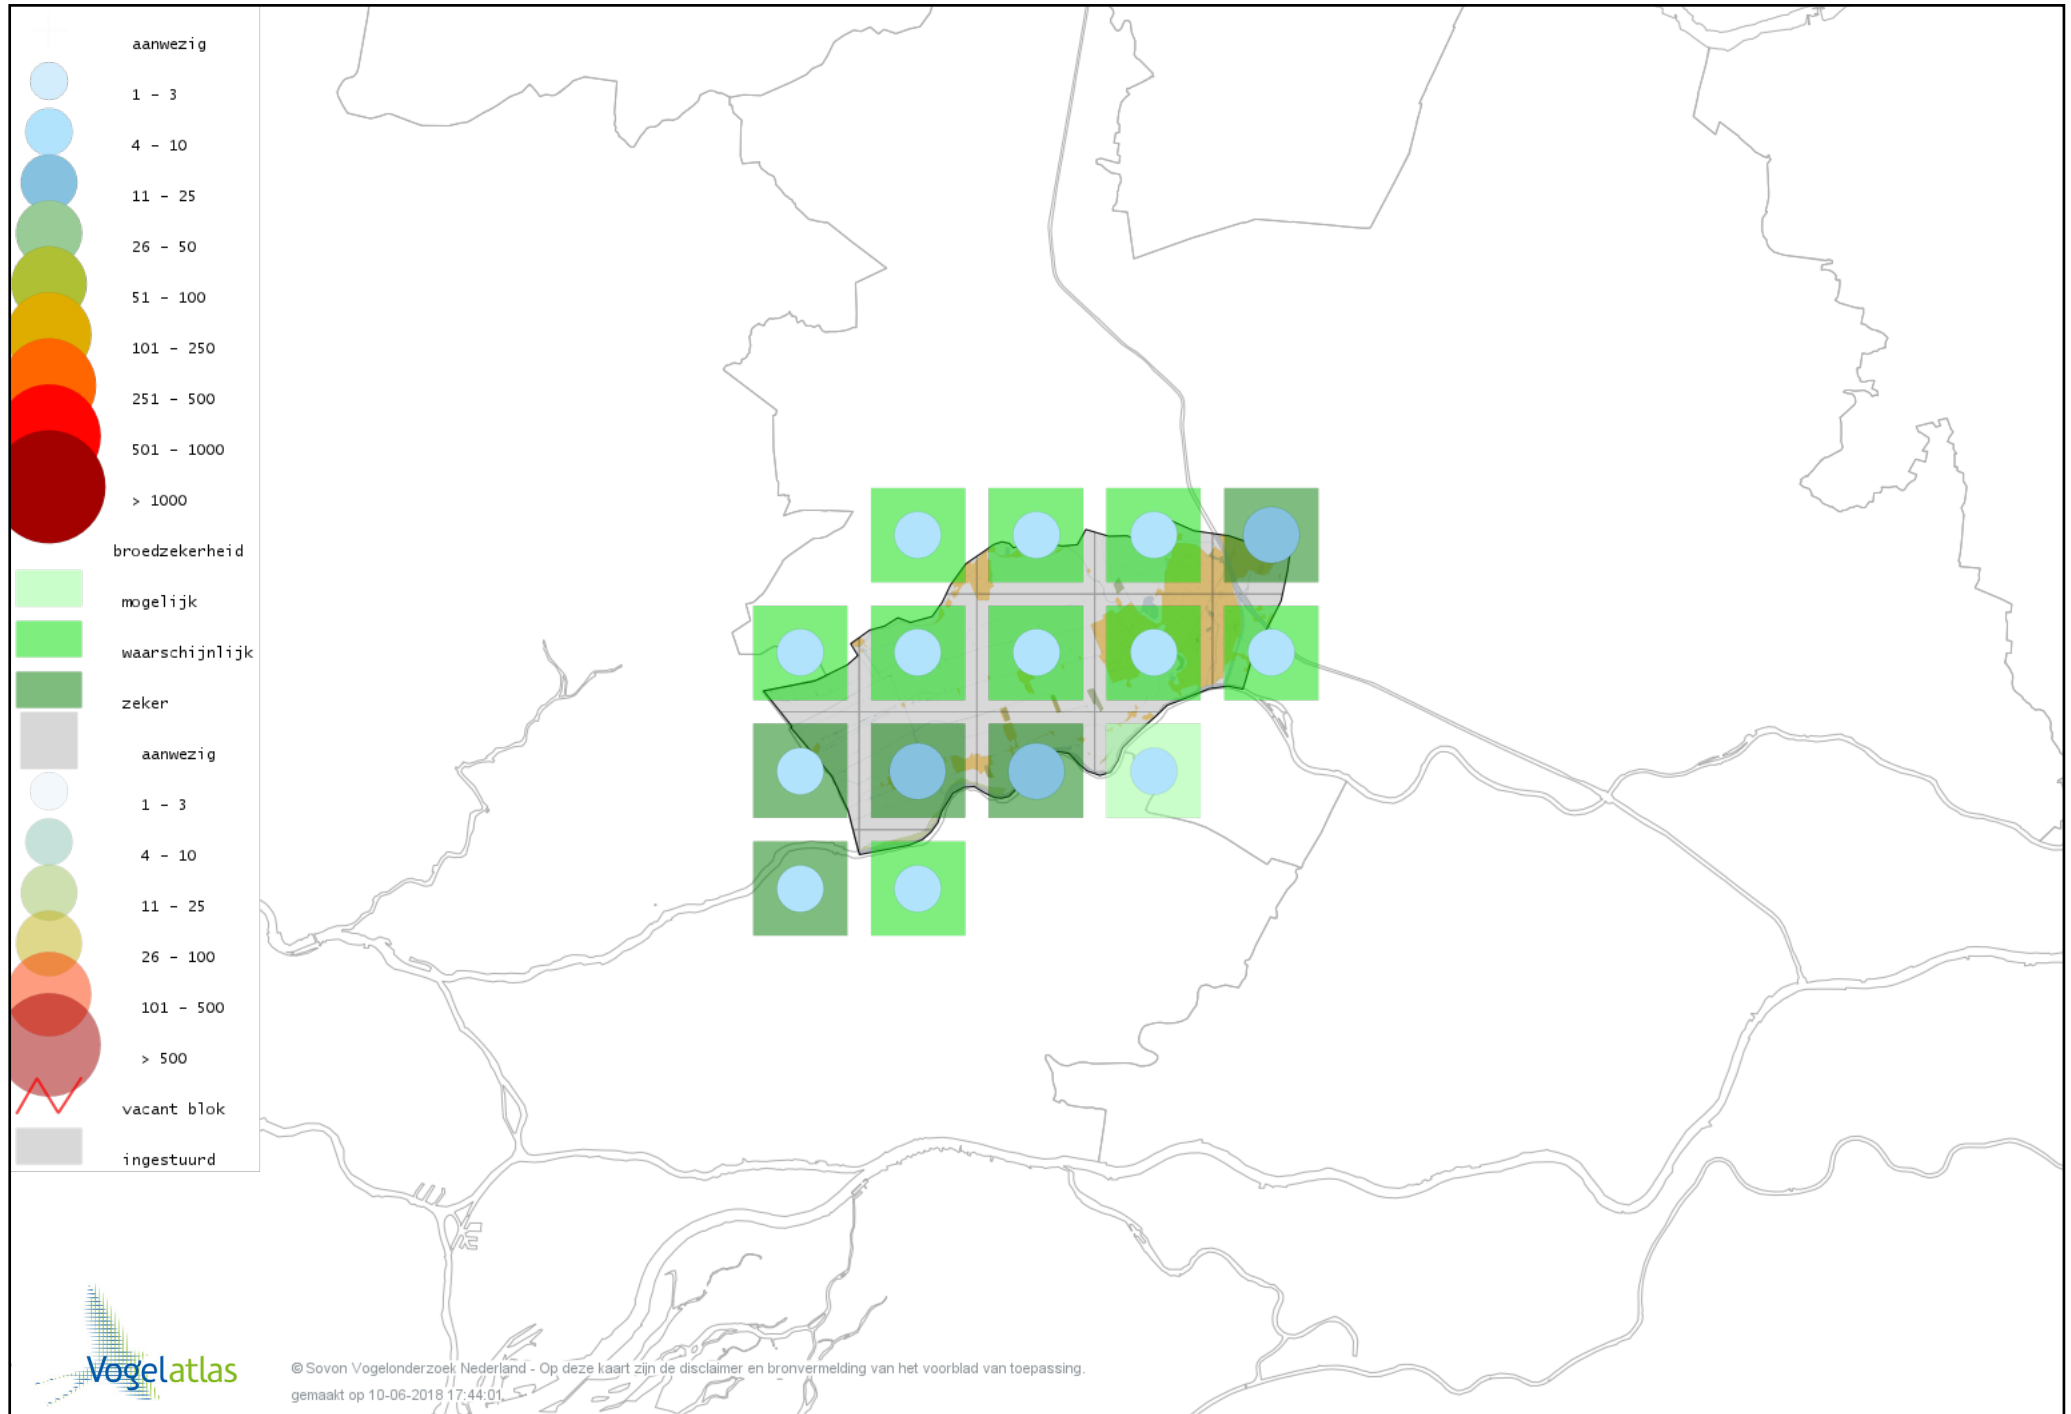 aanwezig
1 – 3
4 – 10
11 – 25
26 – 50
51 – 100
101 – 250
251 – 500
501 – 1000
> 1000
broedzekerheid
mogelijk
waarschijnlijk
zeker
aanwezig
1 – 3
4 – 10
11 – 25
26 – 100
101 – 500
> 500
vacant blok
ingestuurd
Vogelatlas
© Sovon Vogelonderzoek Nederland - Op deze kaart zijn de disclaimer en bronvermelding van het voorblad van toepassing.
gemaakt op 10-06-2018 17:44:01